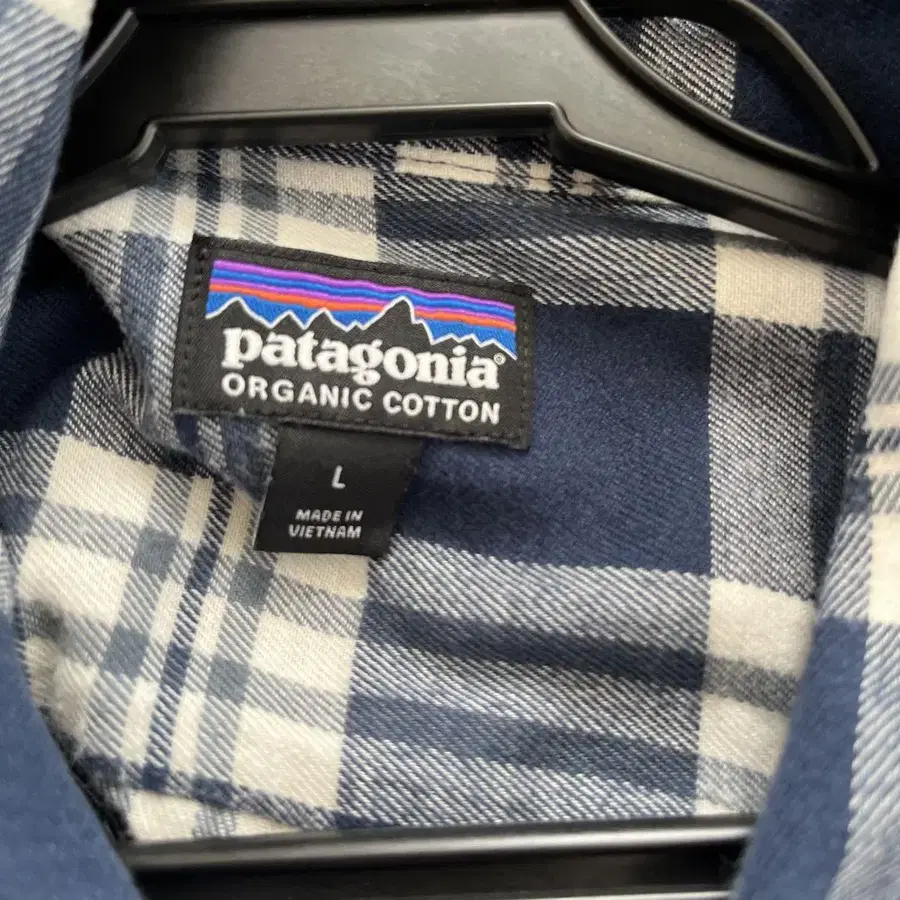 patagonia®
ORGANIC COTTON
L
MADE IN
VIETNAM